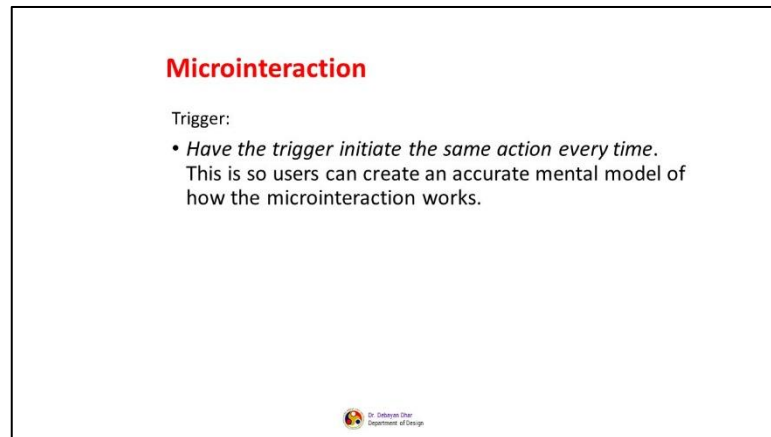 Microinteraction
Trigger:
• Have the trigger initiate the same action every time.
This is so users can create an accurate mental model of
how the microinteraction works.
Dr. Debayan Dhar
Department of Design